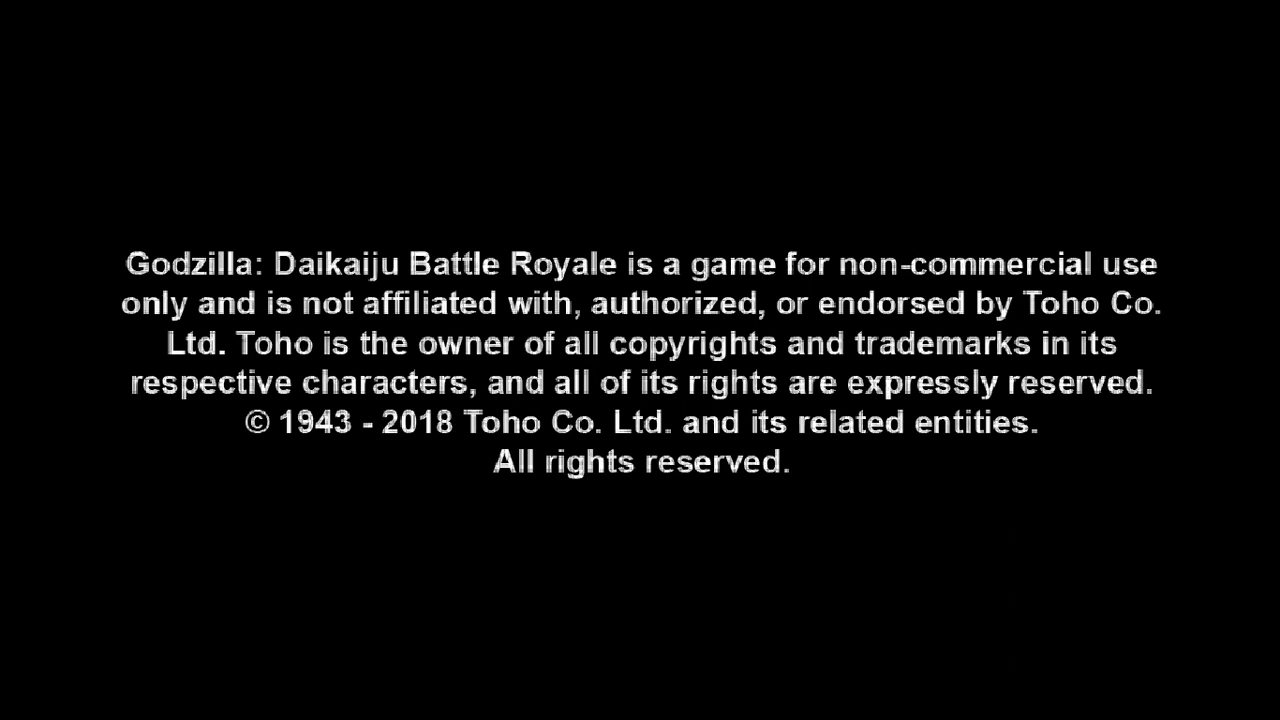 Godzilla: Daikaiju Battle Royale is a game for non-commercial use
only and is not affiliated with, authorized, or endorsed by Toho Co.
Ltd. Toho is the owner of all copyrights and trademarks in its
respective characters, and all of its rights are expressly reserved.
© 1943 - 2018 Toho Co. Ltd. and its related entities.
All rights reserved.